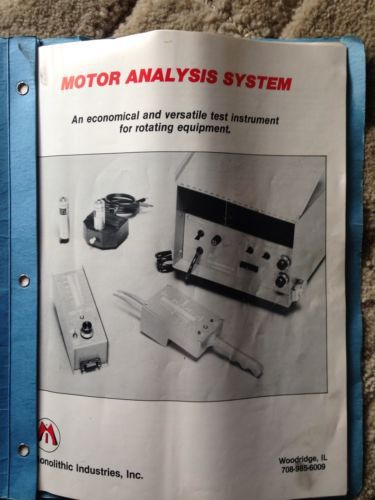 MOTOR ANALYSIS SYSTEM
An economical and versatile test instrument
for rotating equipment.
onolithic Industries, Inc.
Woodridge, IL
708-985-6009